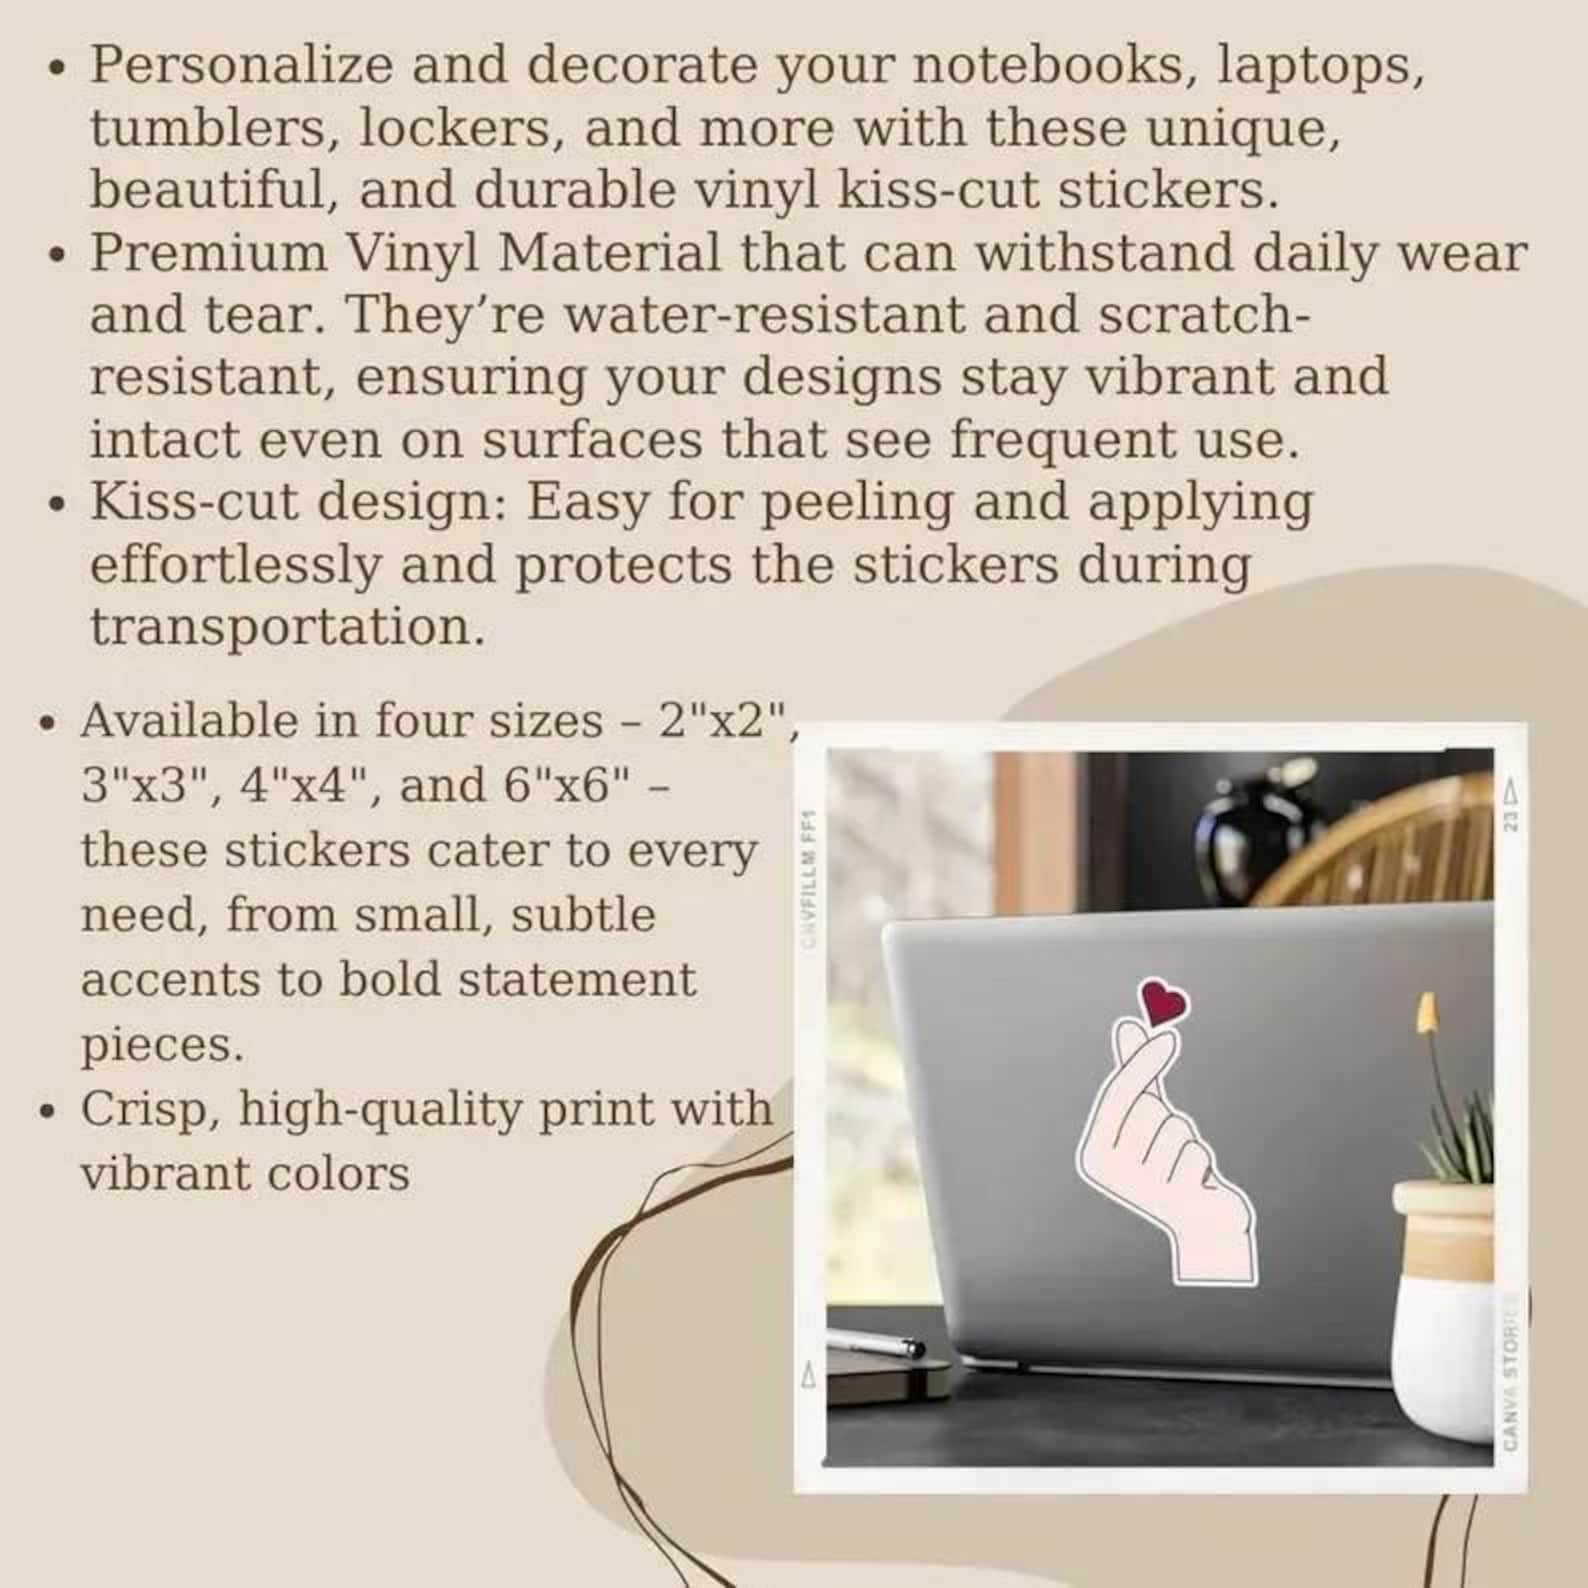 • Personalize and decorate your notebooks, laptops,
tumblers, lockers, and more with these unique,
beautiful, and durable vinyl kiss-cut stickers.
• Premium Vinyl Material that can withstand daily wear
and tear. They’re water-resistant and scratch-
resistant, ensuring your designs stay vibrant and
intact even on surfaces that see frequent use.
• Kiss-cut design: Easy for peeling and applying
effortlessly and protects the stickers during
transportation.
• Available in four sizes – 2"x2",
3"x3", 4"x4", and 6"x6" –
these stickers cater to every
need, from small, subtle
accents to bold statement
pieces.
• Crisp, high-quality print with
vibrant colors
CNVFILLM FF1
23
CANVA STORIES